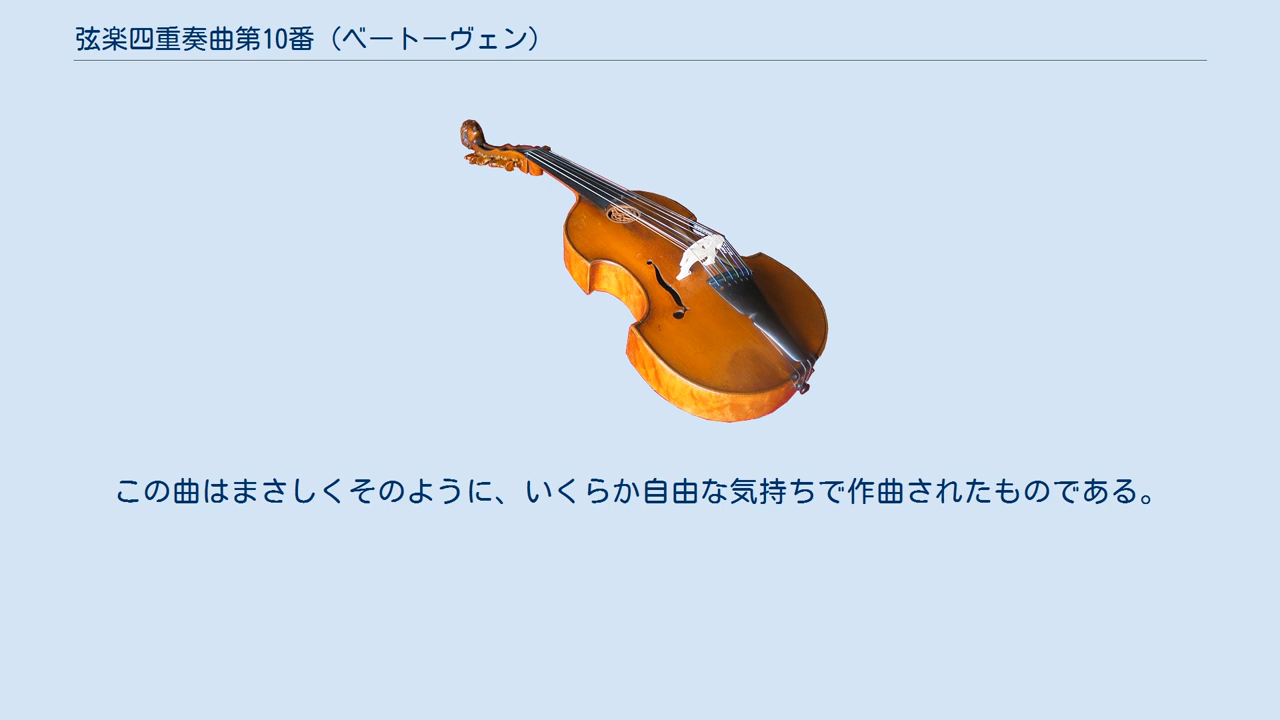 弦楽四重奏曲第10番（ベートーヴェン）
この曲はまさしくそのように、いくらか自由な気持ちで作曲されたものである。